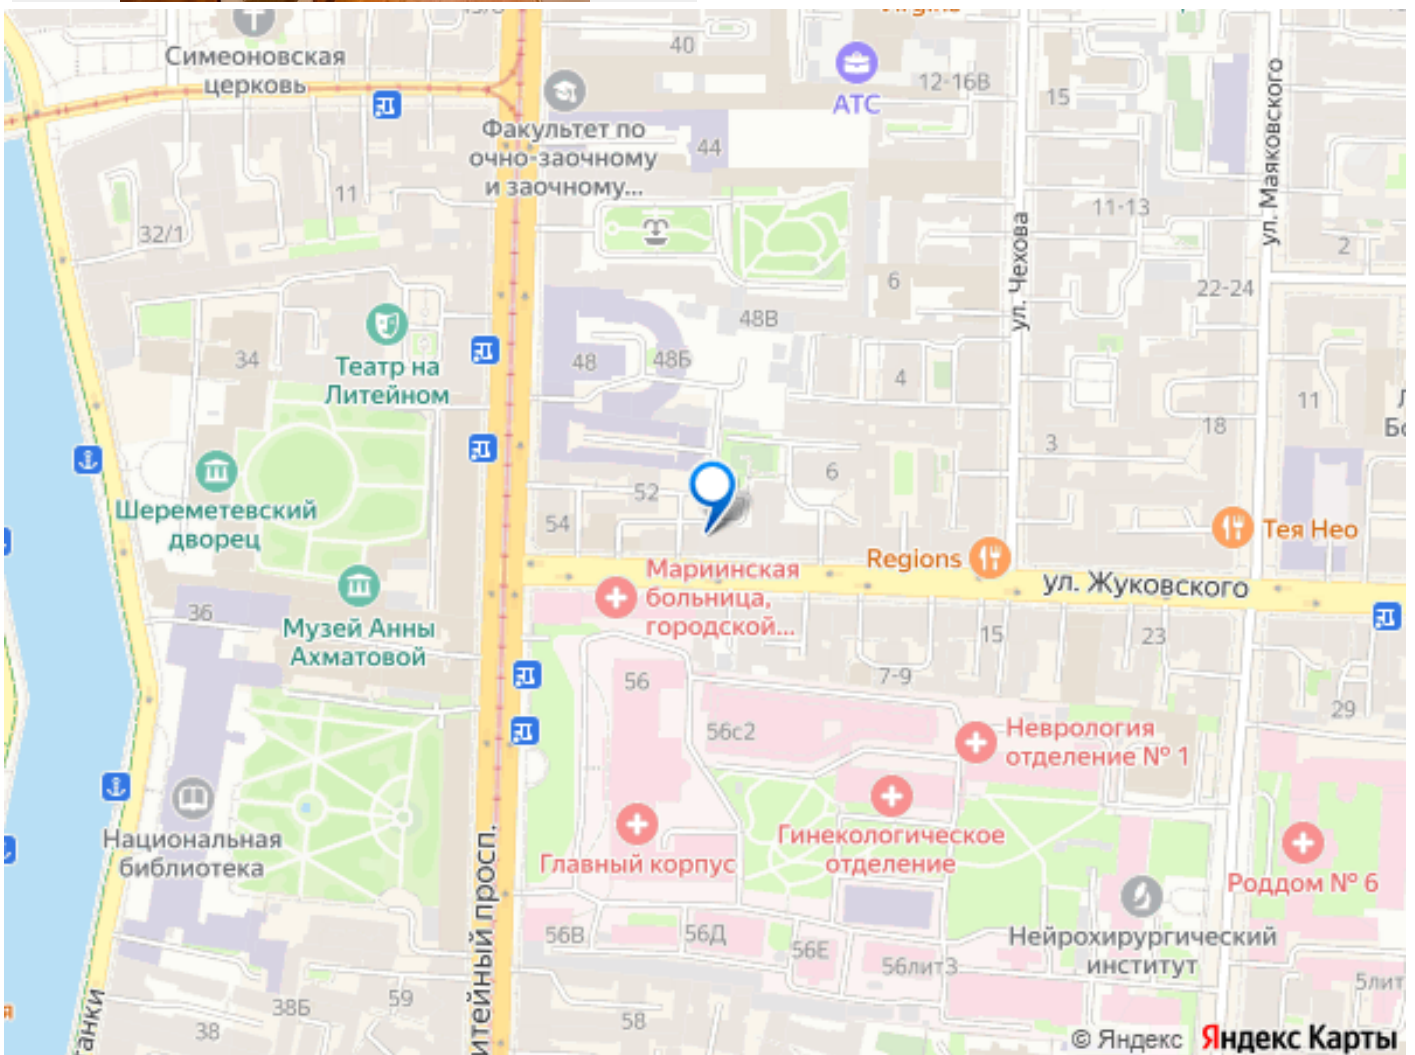 40
Симеоновская
церковь
АТС
12-16В
15
Факультет по
очно-заочному
и заочному...
44
11
32/1
ул. Маяковского
11-13
2
ул. Чехова
6
22-24
48В
34
Театр на
Литейном
48
48Б
4
11
18
3
6
Шереметевский
дворец
52
54
Тея Нео
Regions
Мариинская
больница,
городской...
ул. Жуковского
36
Музей Анны
Ахматовой
15
23
7-9
56
29
56с2
Неврология
отделение № 1
Национальная
библиотека
Главный корпус
Гинекологическое
отделение
Роддом № 6
итейный просп.
56В
56Д
56Е
56литЗ
Нейрохирургический
институт
5лит
анки
38
38Б
59
58
© Яндекс Яндекс Карты